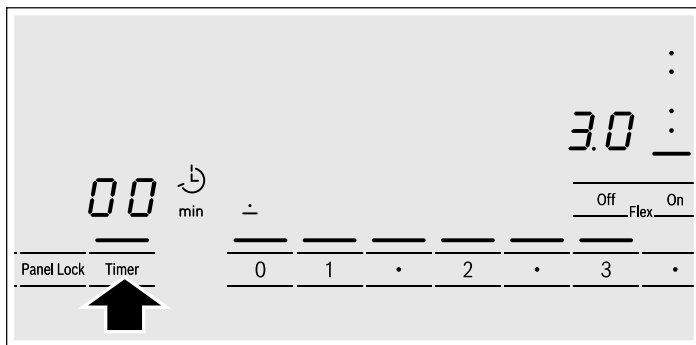 3.0
00
min
Off Flex On
Panel Lock Timer 0 1 • 2 • 3 •